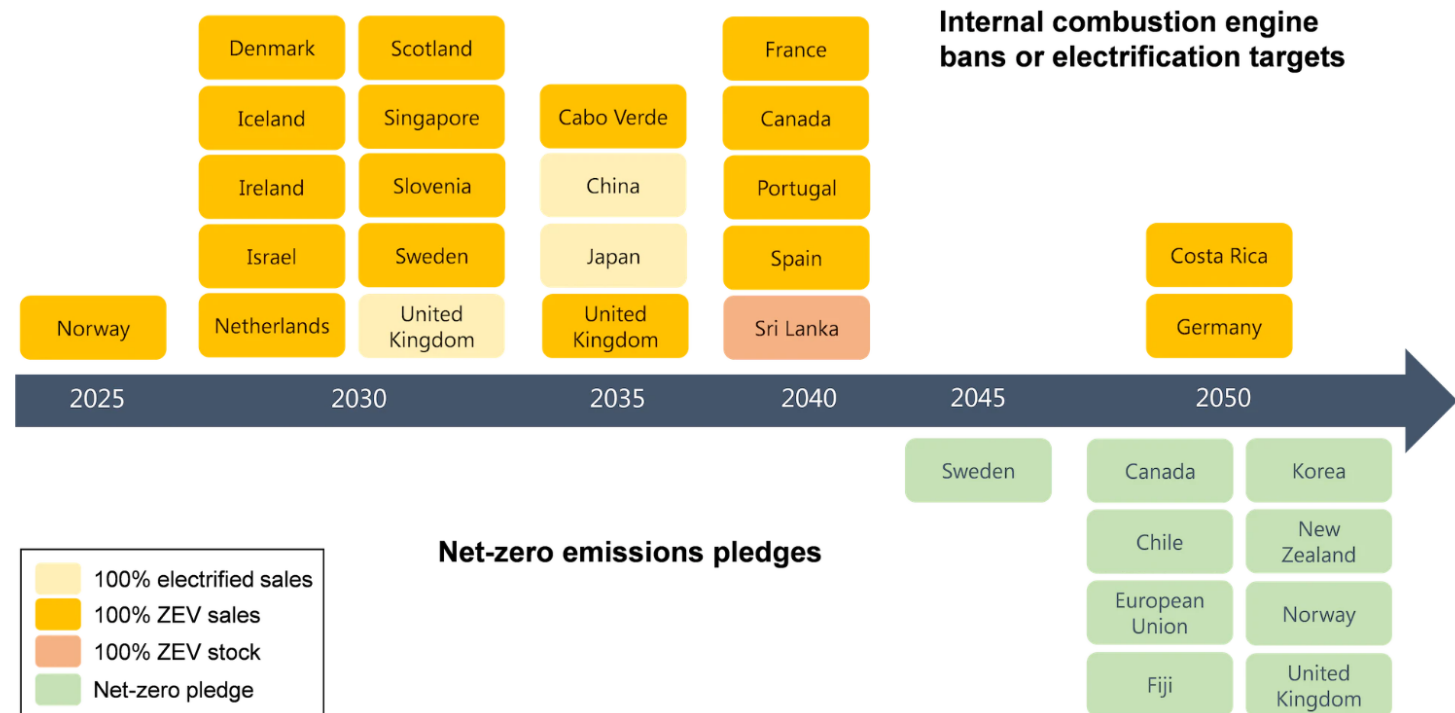 Internal combustion engine
bans or electrification targets
Norway
Denmark
Iceland
Ireland
Israel
Netherlands
Scotland
Singapore
Slovenia
Sweden
United
Kingdom
Cabo Verde
China
Japan
United
Kingdom
France
Canada
Portugal
Spain
Sri Lanka
Costa Rica
Germany
2025
2030
2035
2040
2045
2050
Sweden
Canada
Chile
European
Union
Fiji
Korea
New
Zealand
Norway
United
Kingdom
Net-zero emissions pledges
100% electrified sales
100% ZEV sales
100% ZEV stock
Net-zero pledge